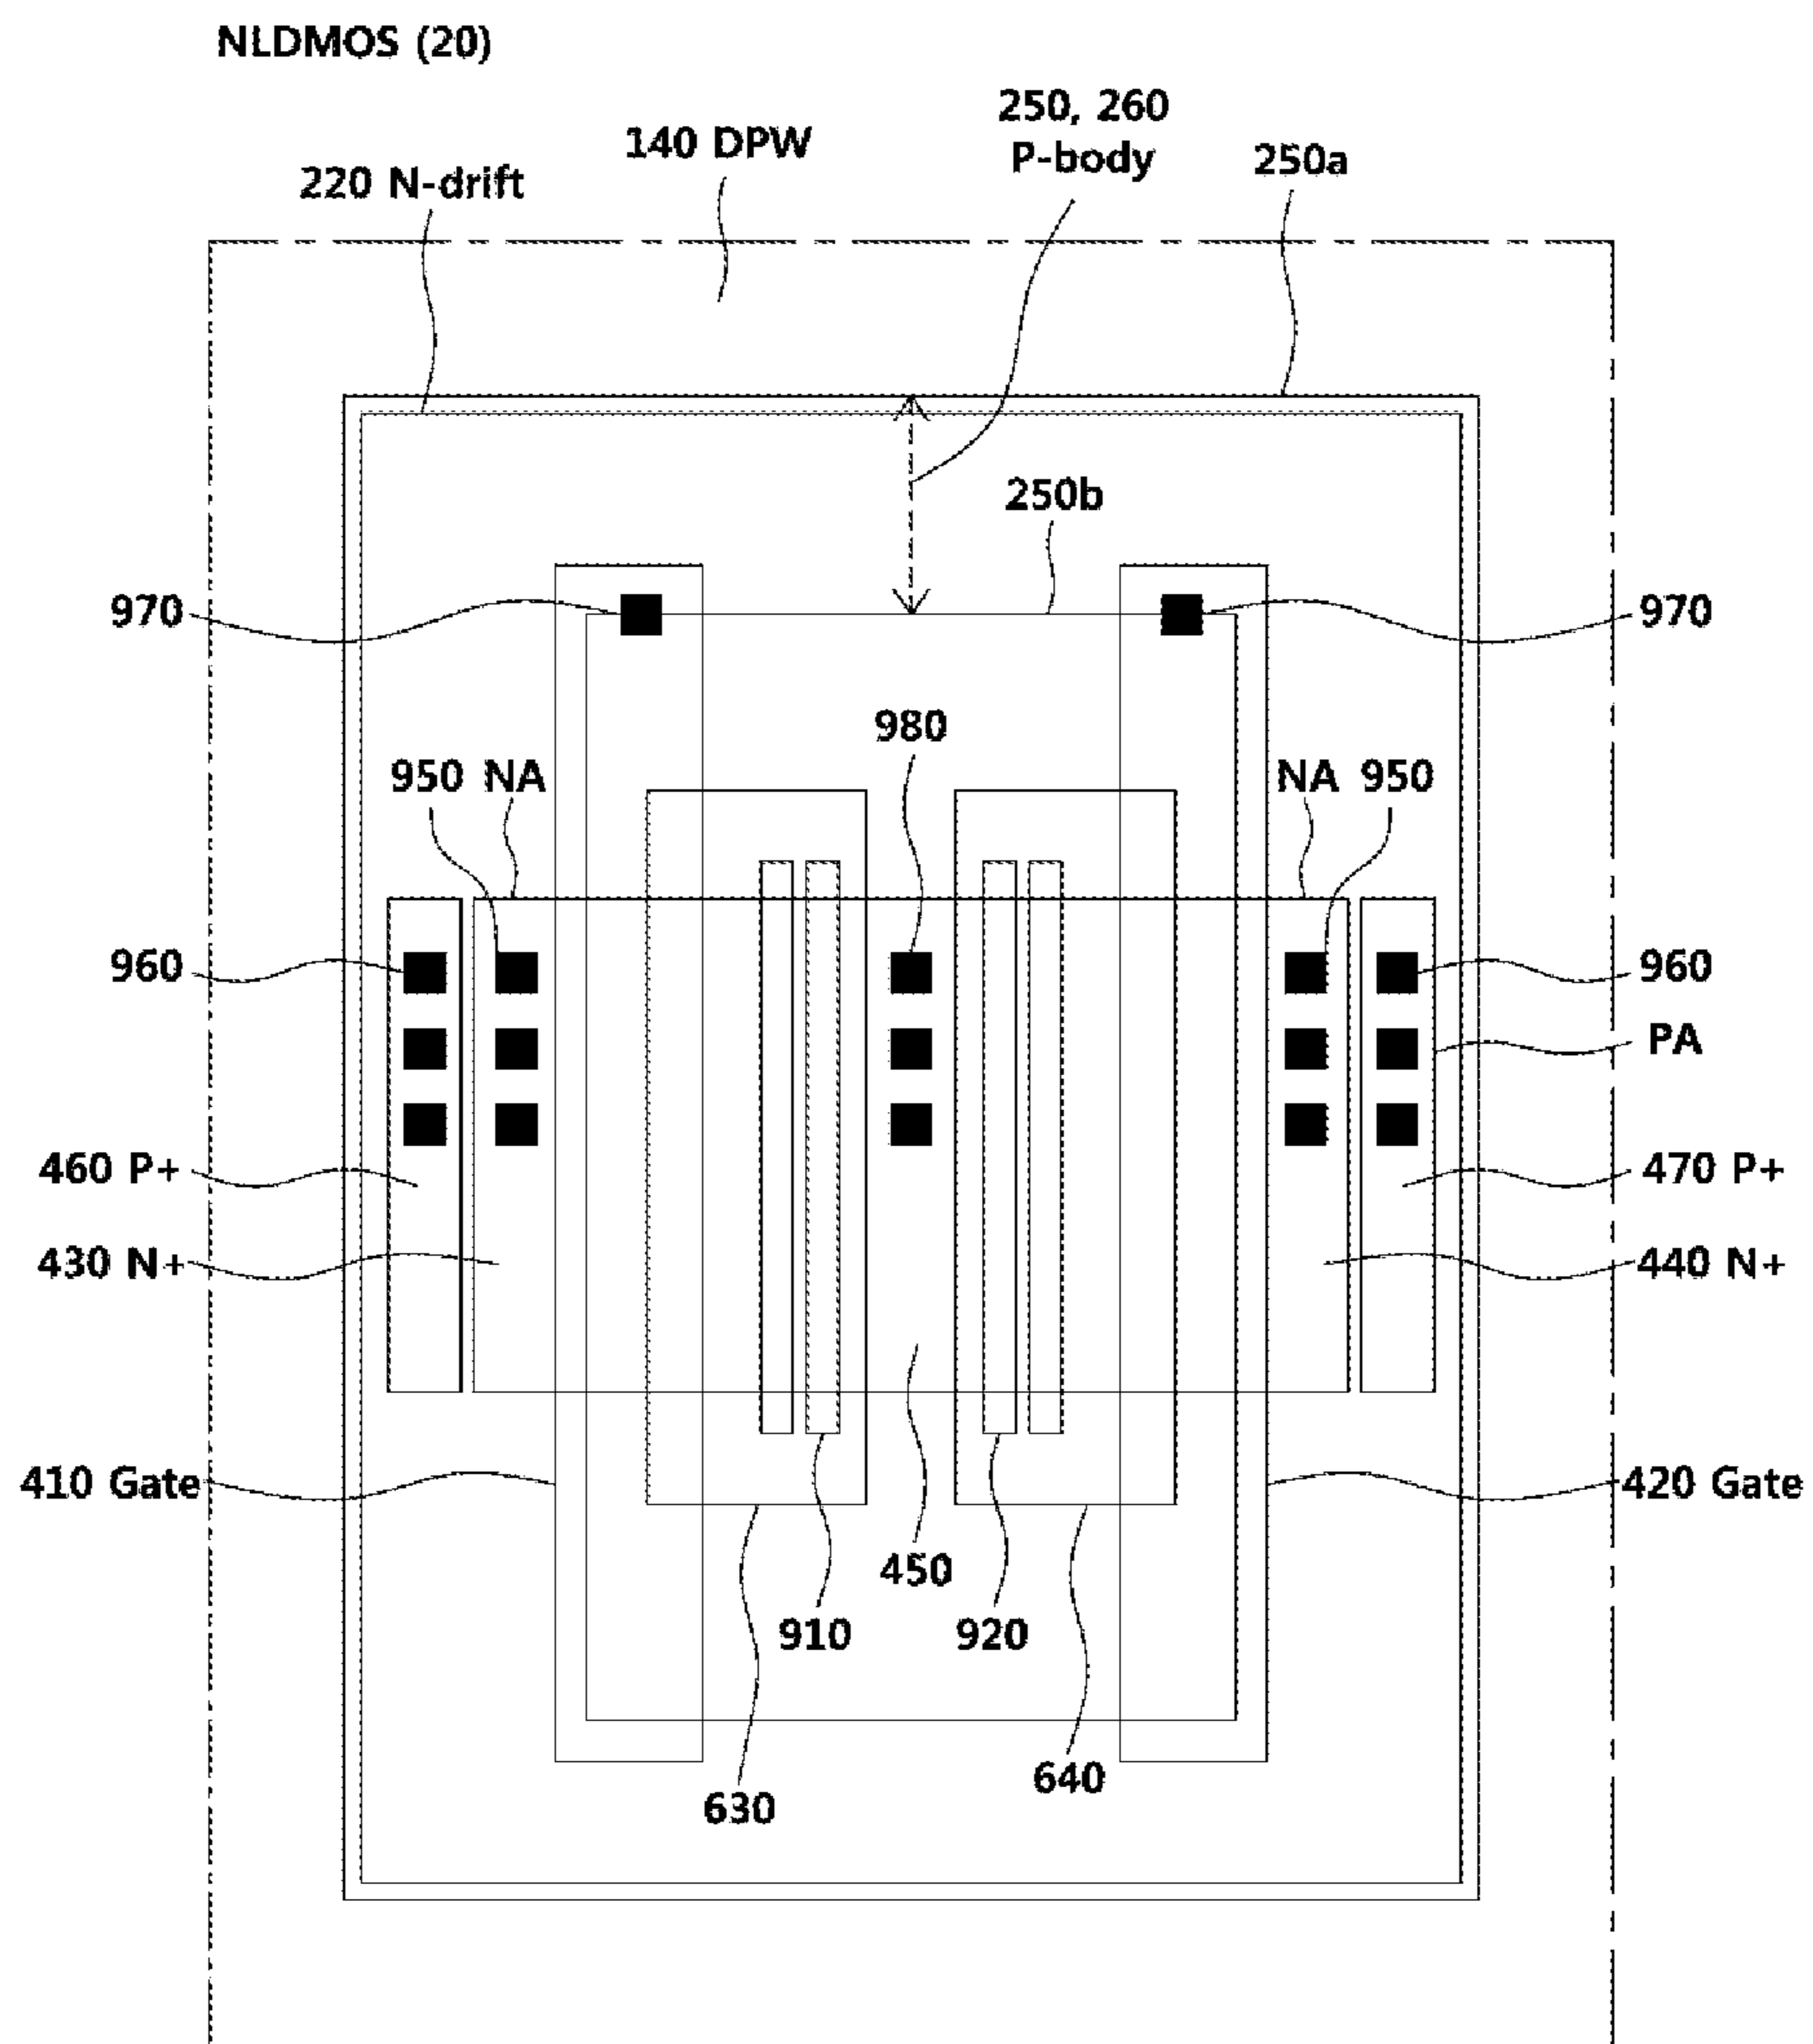 NLDMOS (20)
250, 260
P-body
140 DPW
250a
220 N-drift
250b
970
970
980
950 NA
NA 950
960
960
PA
460 P+
470 P+
430 N+
440 N+
410 Gate
420 Gate
450
910
920
640
630